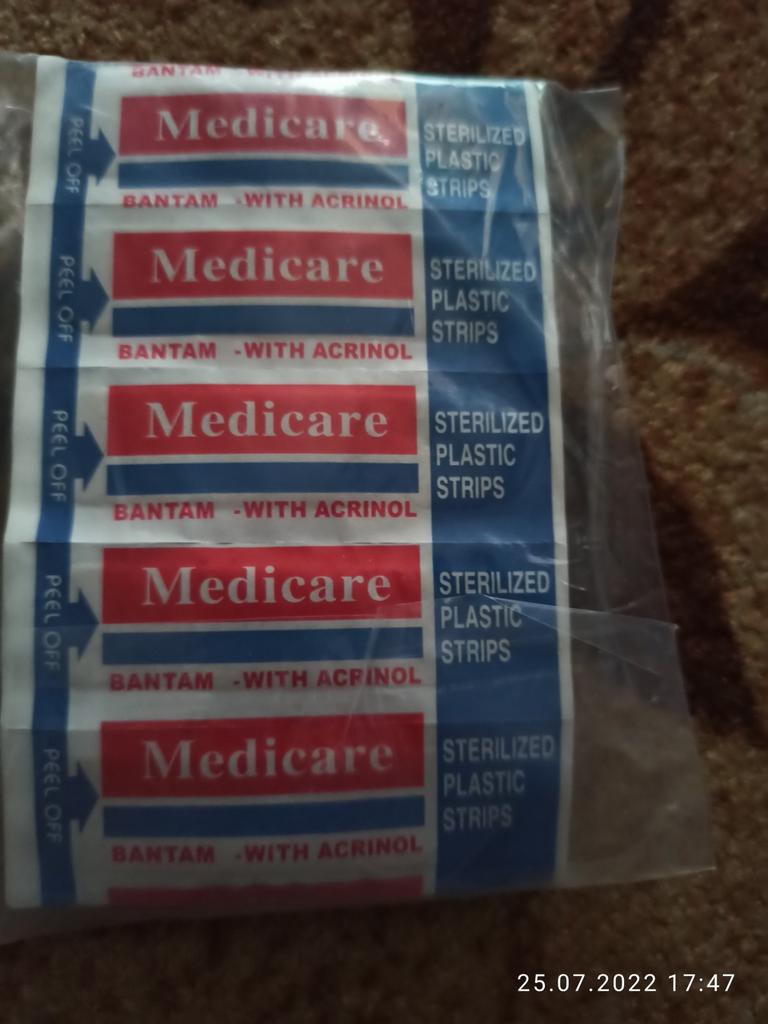 BANTAM -WITH
PEEL OFF
Medicare
STERILIZED
PLASTIC
STRIPS
BANTAM -WITH ACRINOL
PEEL OFF
Medicare
STERILIZED
PLASTIC
STRIPS
BANTAM -WITH ACRINOL
PEEL OFF
Medicare
STERILIZED
PLASTIC
STRIPS
BANTAM -WITH ACRINOL
PEEL OFF
Medicare
STERILIZED
PLASTIC
STRIPS
BANTAM -WITH ACRINOL
PEEL OFF
Medicare
STERILIZED
PLASTIC
STRIPS
BANTAM -WITH ACRINOL
25.07.2022 17:47